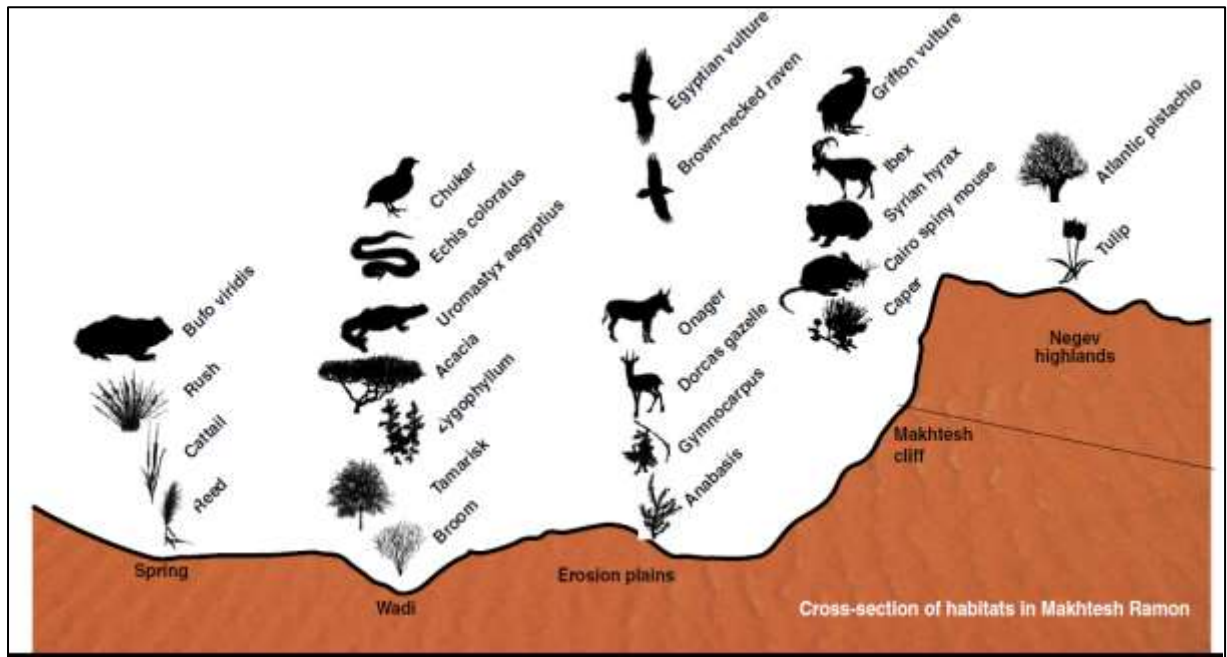 Bufo viridis
Rush
Cattail
Reed
Spring
Chukar
Echis coloratus
Uromastyx aegyptius
Acacia
Zygophyllum
Tamarisk
Broom
Wadi
Egyptian vulture
Brown-necked raven
Onager
Dorcas gazelle
Gymnocarpus
Anabasis
Erosion plains
Griffon vulture
Ibex
Syrian hyrax
Cairo spiny mouse
Caper
Makhtesh
cliff
Atlantic pistachio
Tulip
Negev
highlands
Cross-section of habitats in Makhtesh Ramon